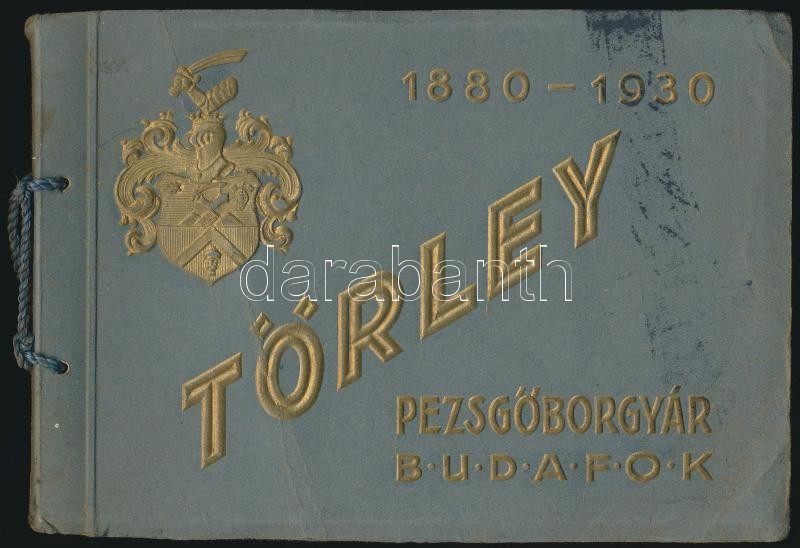 1880-1930
TÖRLEY
darabanth
PEZSGŐBORGYÁR
B·U·D·A·F·O·K